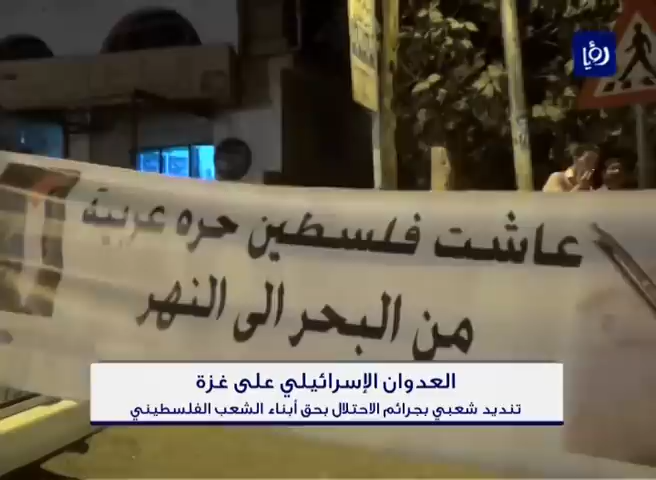 رؤيا
عاشت فلسطين حره عربية
من البحر الى النهر
العدوان الإسرائيلي على غزة
تنديد شعبي بجرائم الاحتلال بحق أبناء الشعب الفلسطيني